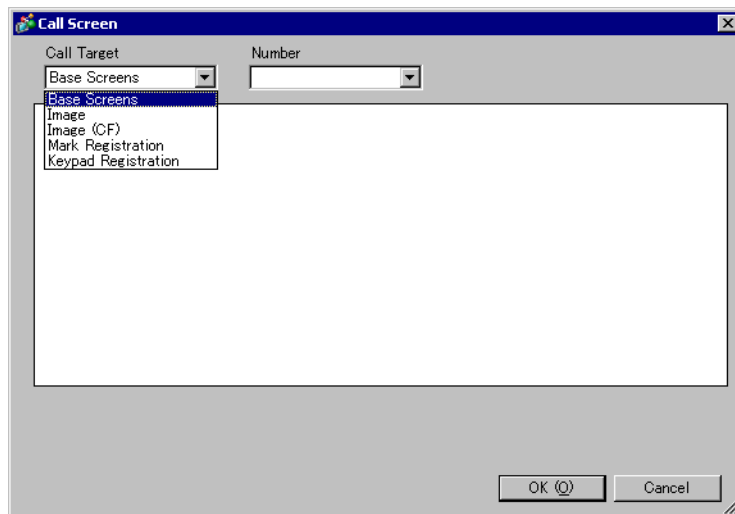 Call Screen
Call Target Number
Base Screens
Base Screens
Image
Image (CF)
Mark Registration
Keypad Registration
OK (O) Cancel